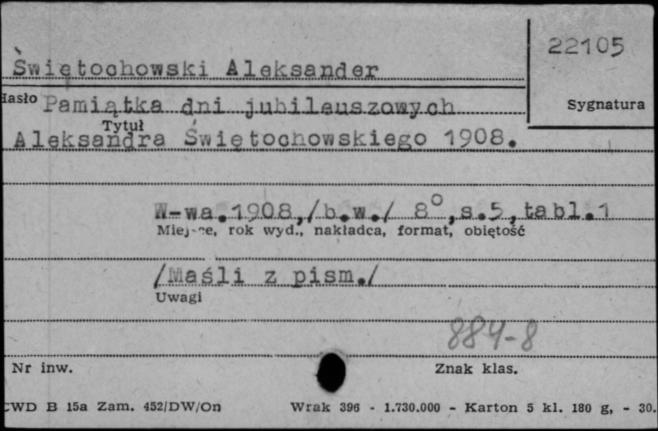 22105
Świętochowski Aleksander
Hasło Pamiątka dni jubileuszowych
Sygnatura
Tytuł
Aleksandra Świętochowskiego 1908.
W-wa.1908,/b.w./ 8°,s.5,tabl.1
Miejsce, rok wyd., nakładca, format, objętość
/Maśli z pism./
Uwagi
884-8
Nr inw.
Znak klas.
CWD B 15a Zam. 452/DW/On Wrak 396 - 1.730.000 - Karton 5 kl. 180 g, - 30.